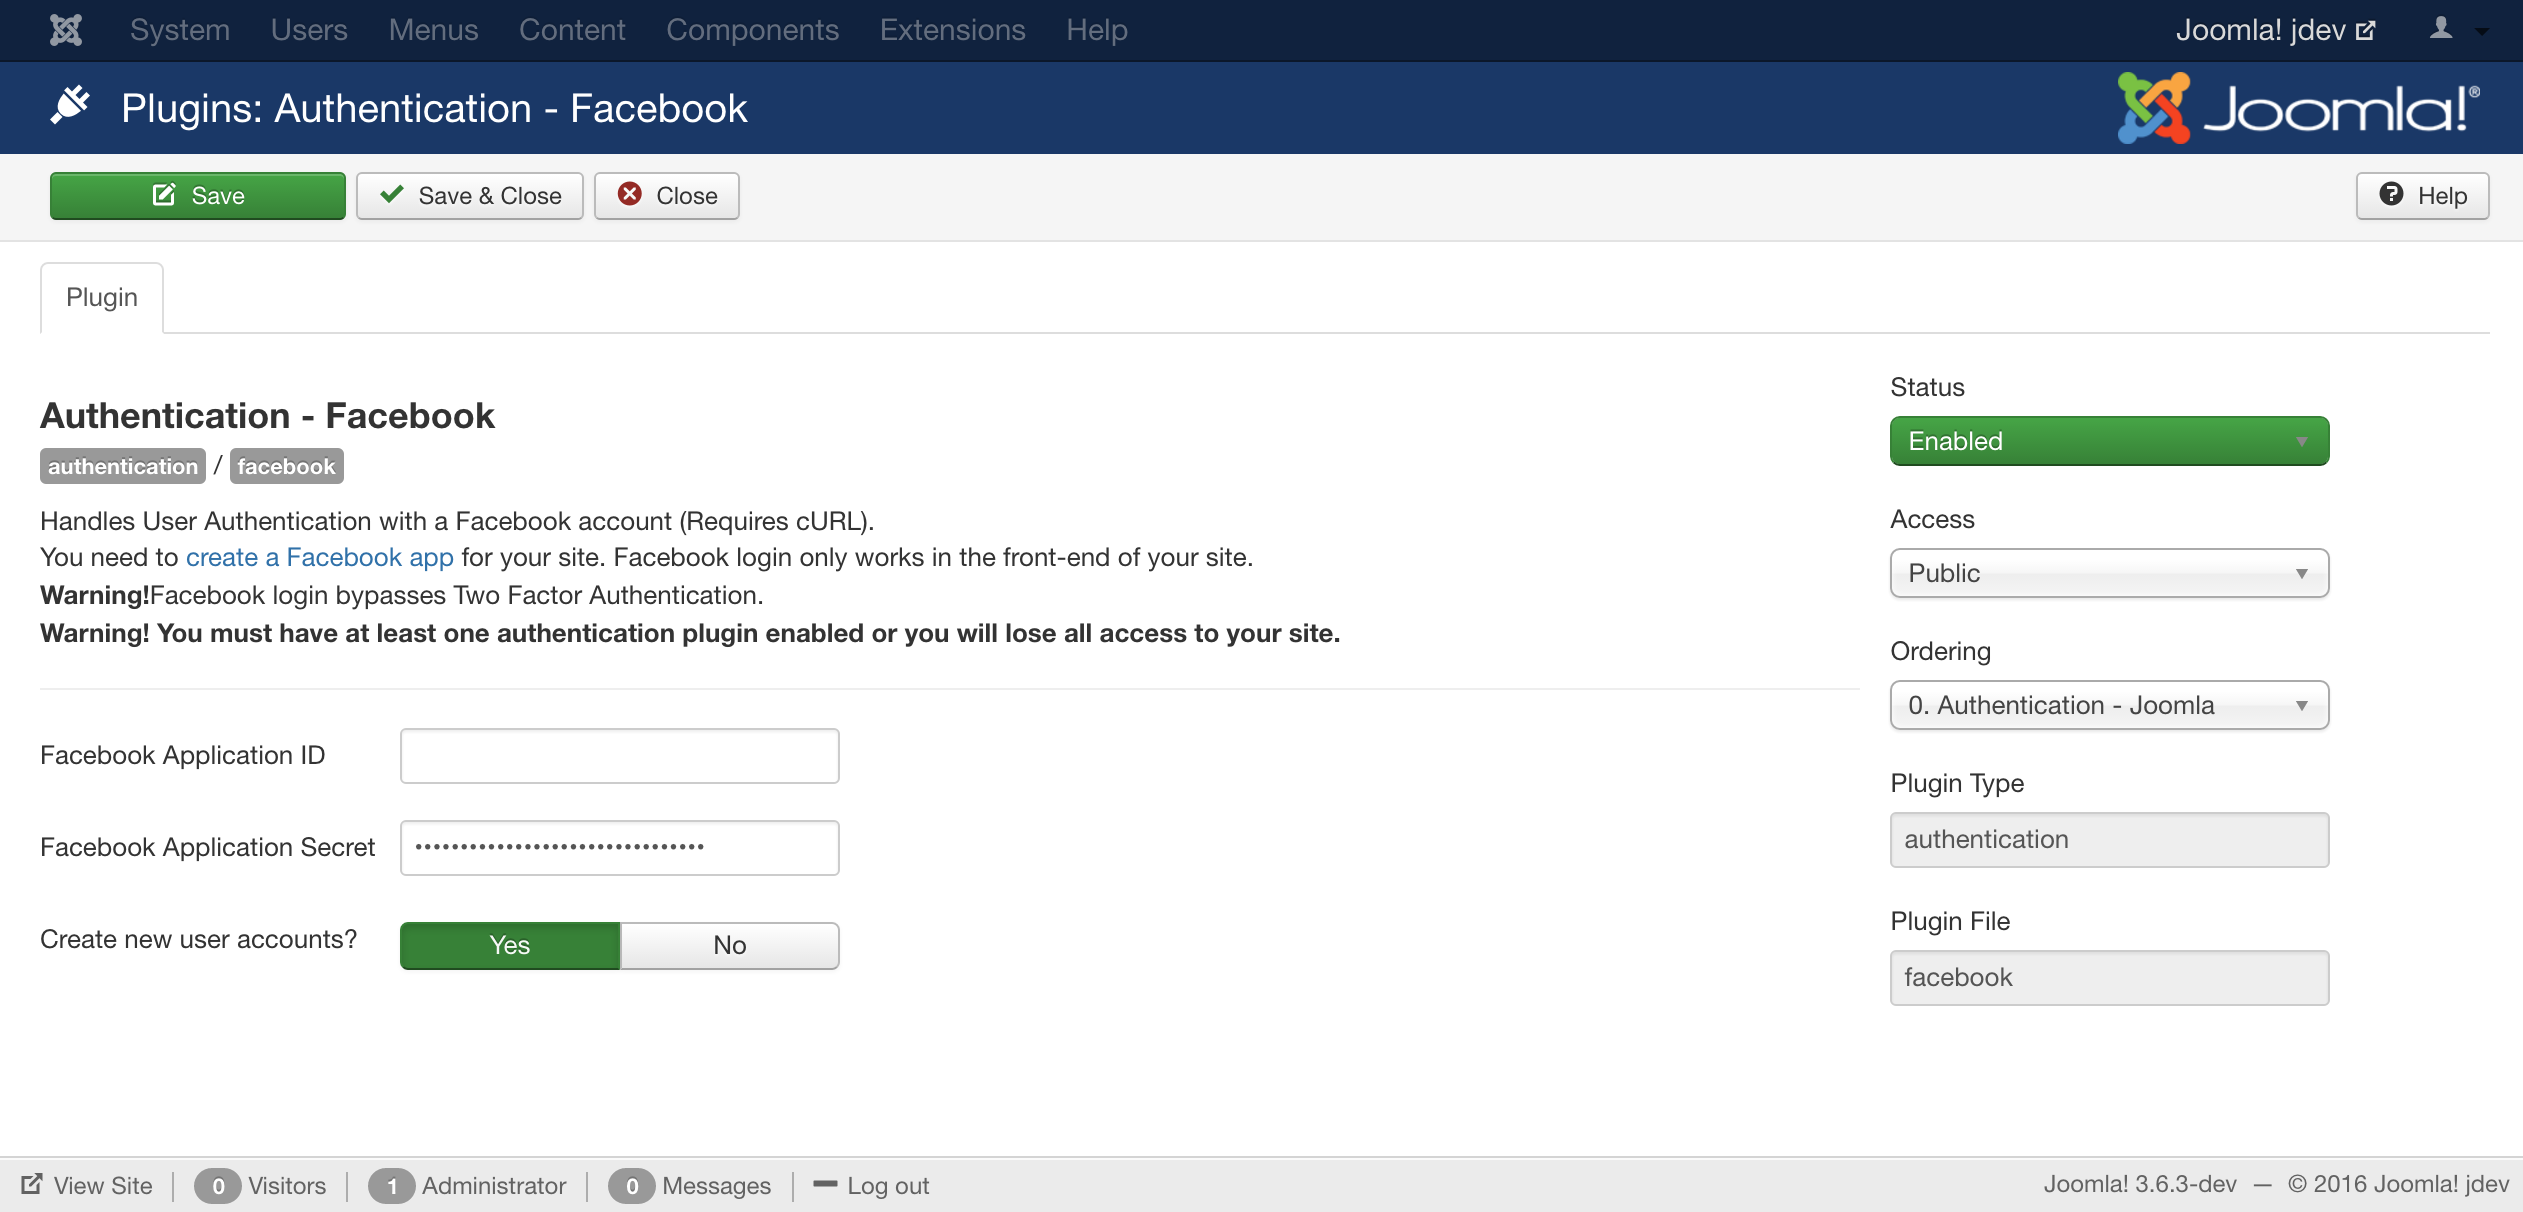 System Users Menus Content Components Extensions Help Joomla! jdev
Plugins: Authentication - Facebook Joomla!®
Save Save & Close Close Help
Plugin
Authentication - Facebook
authentication / facebook
Handles User Authentication with a Facebook account (Requires cURL).
You need to create a Facebook app for your site. Facebook login only works in the front-end of your site.
Warning!Facebook login bypasses Two Factor Authentication.
Warning! You must have at least one authentication plugin enabled or you will lose all access to your site.
Facebook Application ID
Facebook Application Secret ••••••••••••••••••••••••••••••••
Create new user accounts? Yes No
Status
Enabled
Access
Public
Ordering
0. Authentication - Joomla
Plugin Type
authentication
Plugin File
facebook
View Site 0 Visitors 1 Administrator 0 Messages Log out Joomla! 3.6.3-dev — © 2016 Joomla! jdev